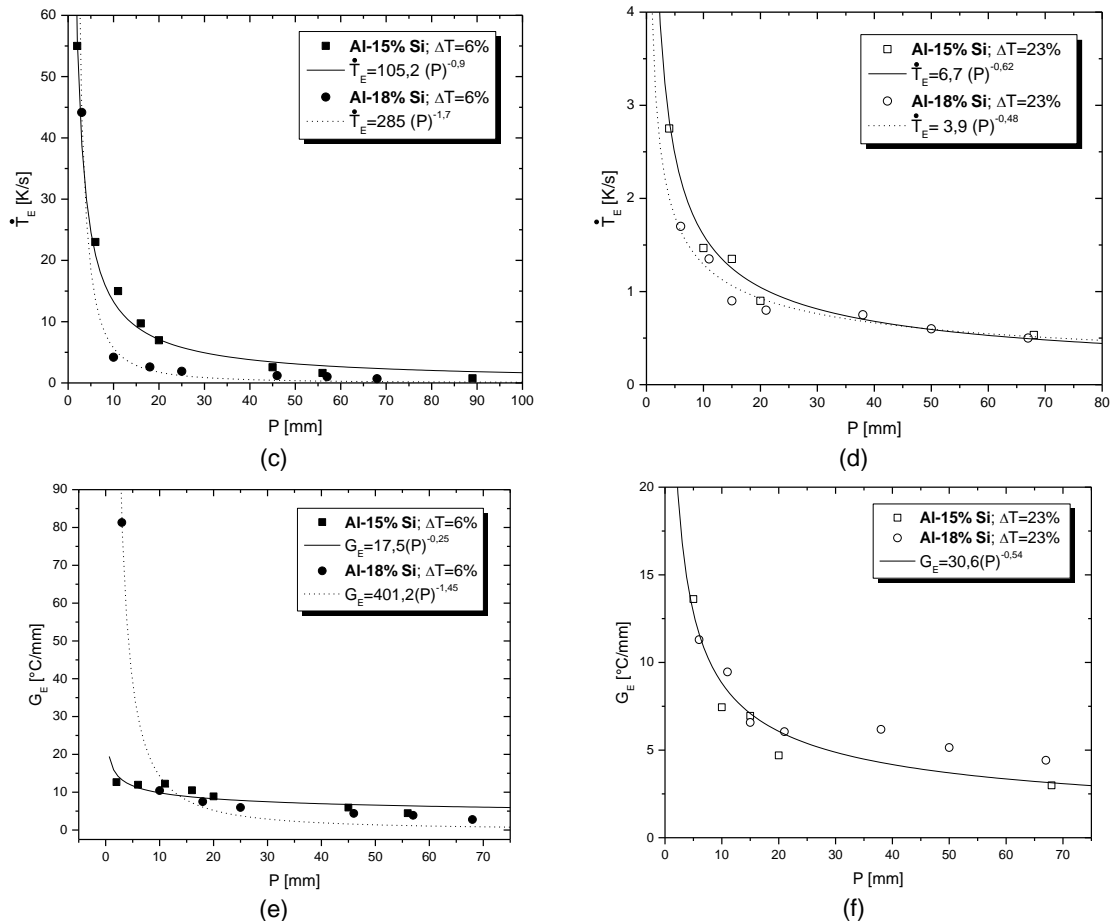 60
50
40
30
20
10
0
Ṫ_E [K/s]
■ Al-15% Si; ΔT=6%
Ṫ_E=105,2 (P)^-0,9
● Al-18% Si; ΔT=6%
Ṫ_E=285 (P)^-1,7
0 10 20 30 40 50 60 70 80 90 100
P [mm]
(c)
4
3
2
1
0
Ṫ_E [K/s]
□ Al-15% Si; ΔT=23%
Ṫ_E=6,7 (P)^-0,62
○ Al-18% Si; ΔT=23%
Ṫ_E= 3,9 (P)^-0,48
0 10 20 30 40 50 60 70 80
P [mm]
(d)
90
80
70
60
50
40
30
20
10
0
G_E [°C/mm]
■ Al-15% Si; ΔT=6%
G_E=17,5(P)^-0,25
● Al-18% Si; ΔT=6%
G_E=401,2(P)^-1,45
0 10 20 30 40 50 60 70
P [mm]
(e)
20
15
10
5
0
G_E [°C/mm]
□ Al-15% Si; ΔT=23%
○ Al-18% Si; ΔT=23%
G_E=30,6(P)^-0,54
0 10 20 30 40 50 60 70
P [mm]
(f)